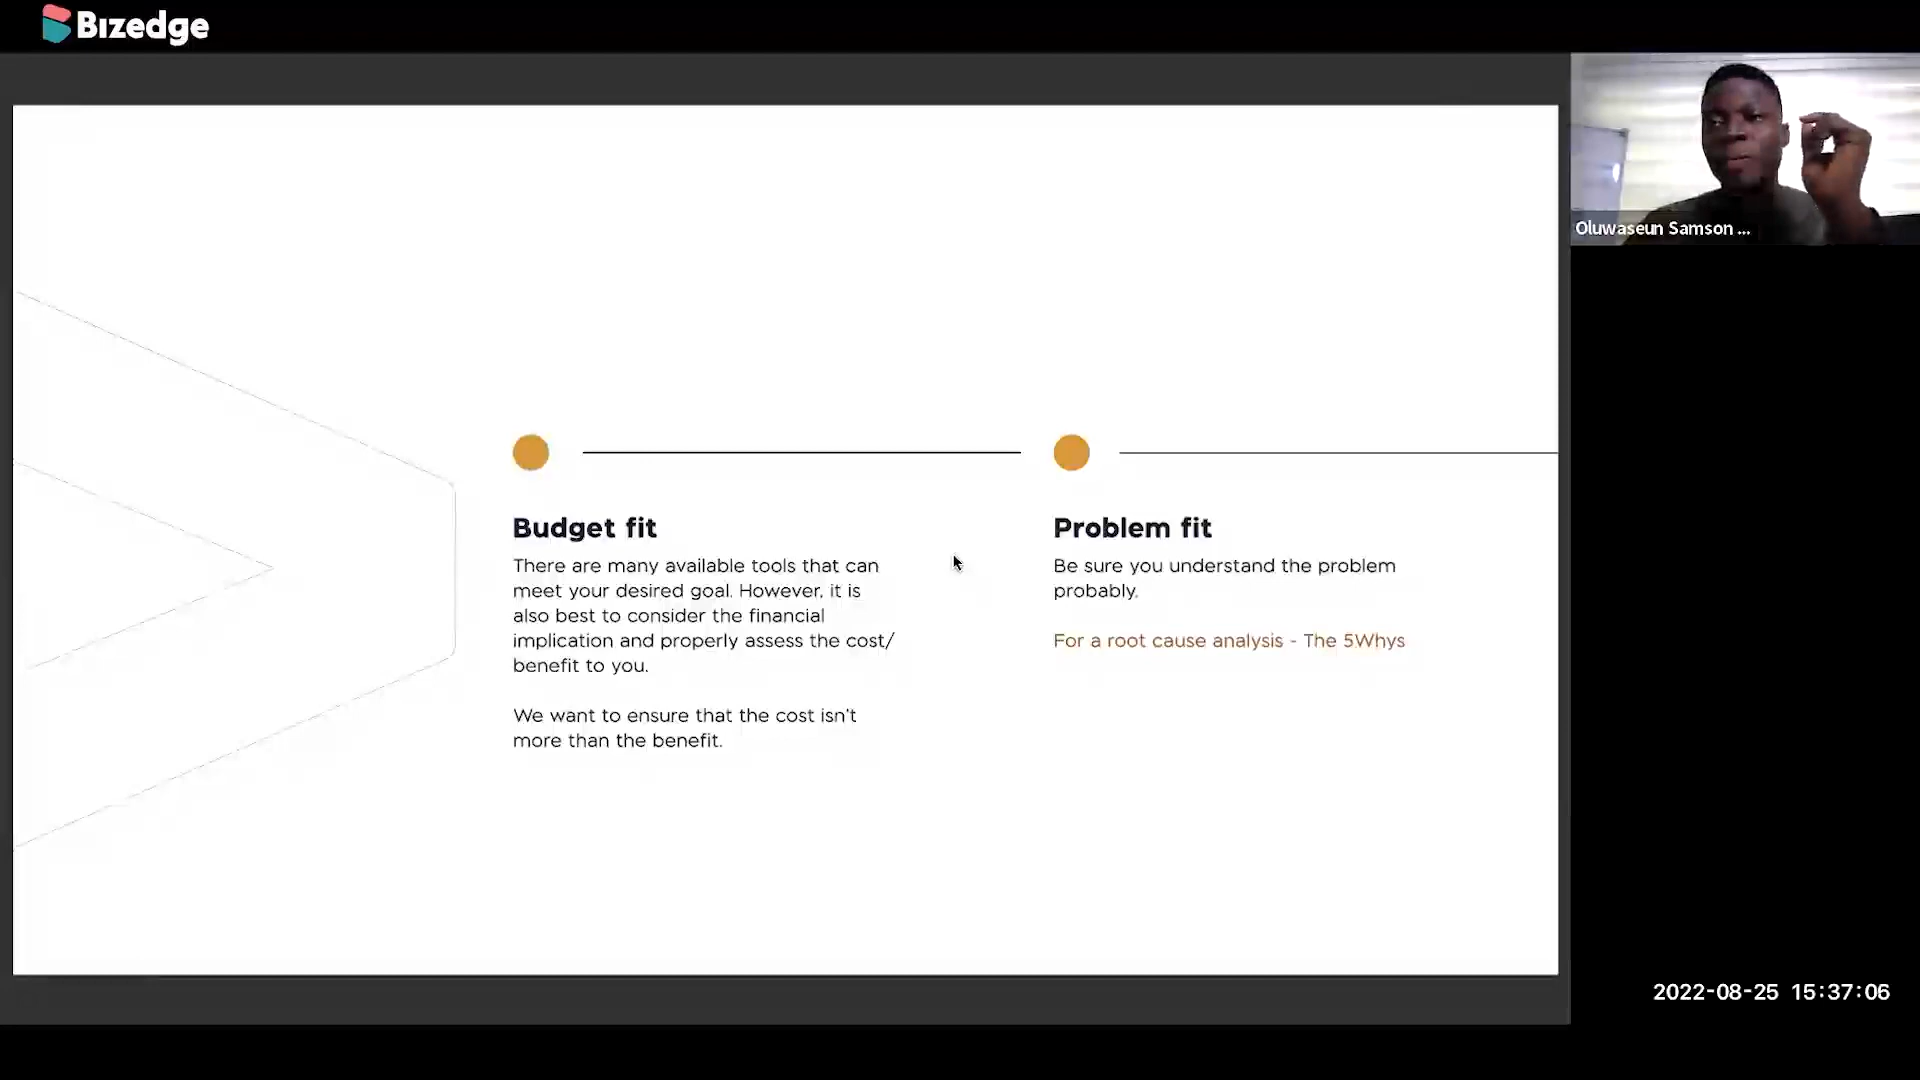 Bizedge
Oluwaseun Samson ...
Budget fit
There are many available tools that can
meet your desired goal. However, it is
also best to consider the financial
implication and properly assess the cost/
benefit to you.
We want to ensure that the cost isn't
more than the benefit.
Problem fit
Be sure you understand the problem
probably.
For a root cause analysis - The 5Whys
2022-08-25 15:37:06